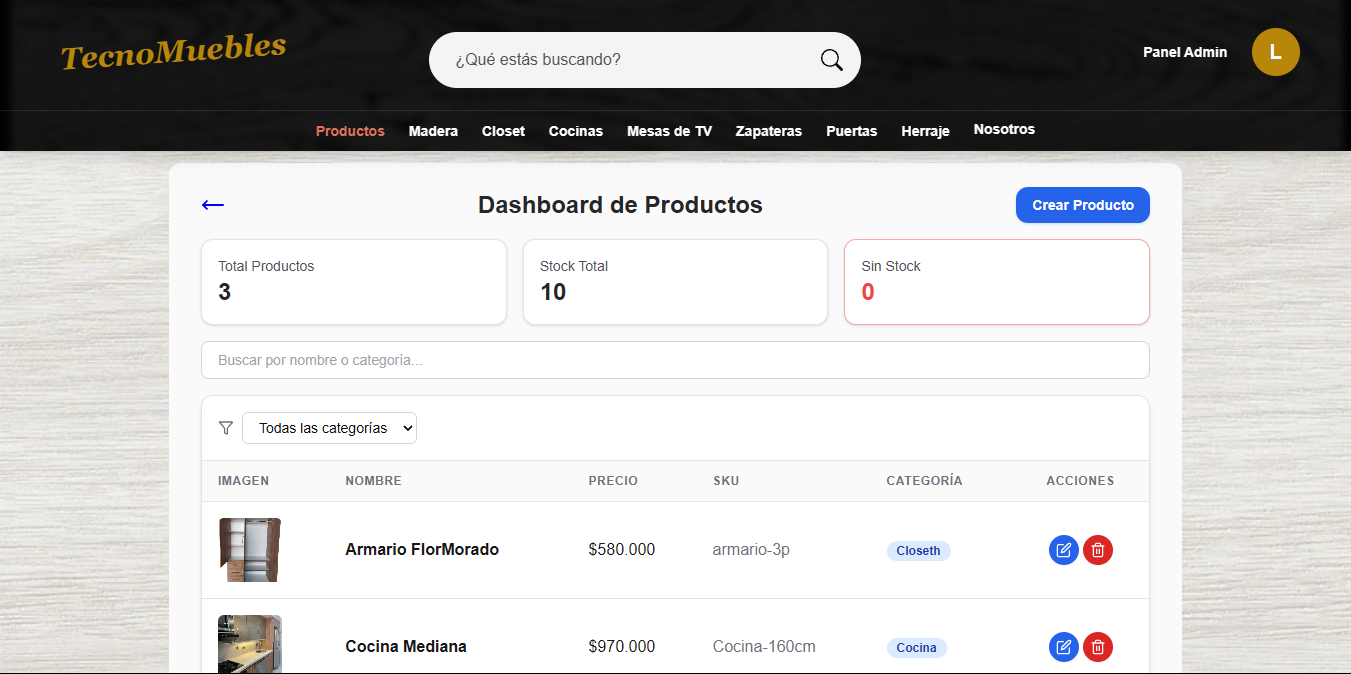 TecnoMuebles
¿Qué estás buscando?
Panel Admin
L
Productos Madera Closet Cocinas Mesas de TV Zapateras Puertas Herraje Nosotros
Dashboard de Productos
Crear Producto
Total Productos
3
Stock Total
10
Sin Stock
0
Buscar por nombre o categoría...
Todas las categorías
IMAGEN NOMBRE PRECIO SKU CATEGORÍA ACCIONES
Armario FlorMorado $580.000 armario-3p Closeth
Cocina Mediana $970.000 Cocina-160cm Cocina